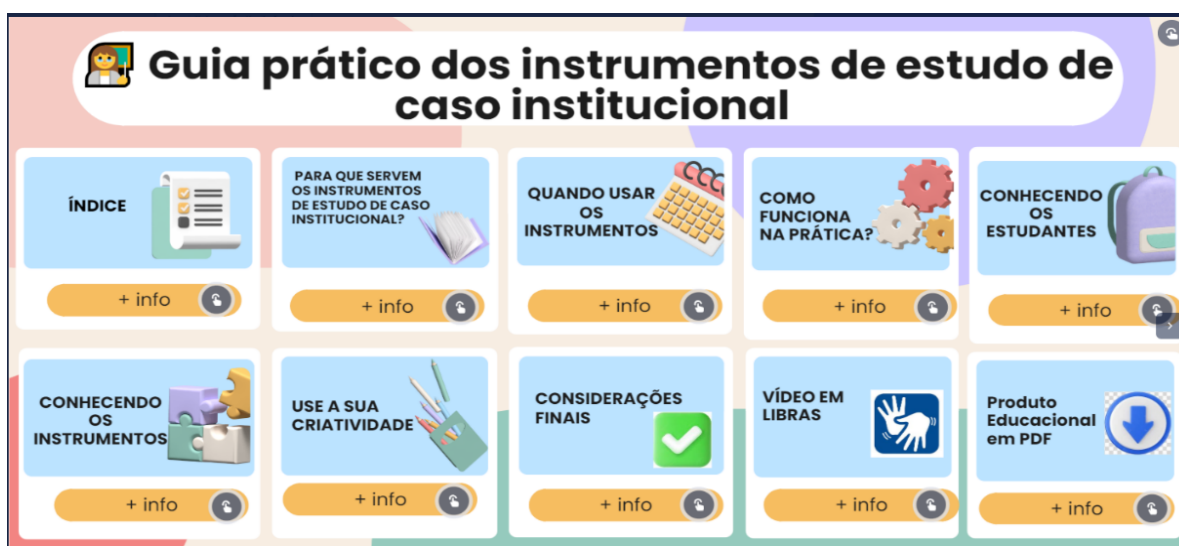 Guia prático dos instrumentos de estudo de
caso institucional
ÍNDICE
+ info
PARA QUE SERVEM
OS INSTRUMENTOS
DE ESTUDO DE CASO
INSTITUCIONAL?
+ info
QUANDO USAR
OS
INSTRUMENTOS
+ info
COMO
FUNCIONA
NA PRÁTICA?
+ info
CONHECENDO
OS
ESTUDANTES
+ info
CONHECENDO
OS
INSTRUMENTOS
+ info
USE A SUA
CRIATIVIDADE
+ info
CONSIDERAÇÕES
FINAIS
+ info
VÍDEO EM
LIBRAS
+ info
Produto
Educacional
em PDF
+ info